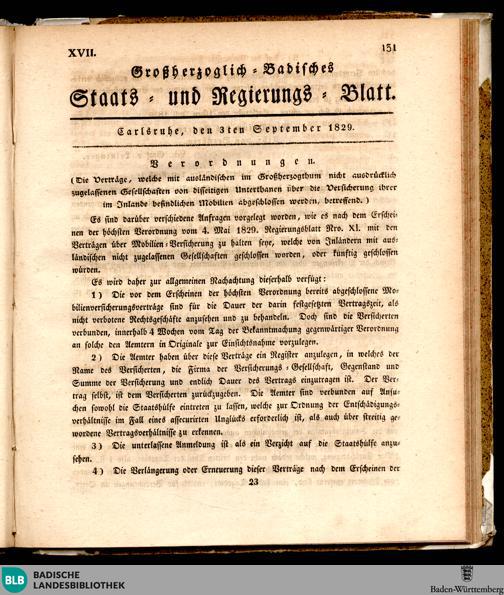 XVII.
151
Großherzoglich - Badisches
Staats - und Regierungs - Blatt.
Carlsruhe, den 3ten September 1829.
Verordnungen.
(Die Verträge, welche mit ausländischen im Großherzogthum nicht ausdrücklich
zugelassenen Gesellschaften von disseitigen Unterthanen über die Versicherung ihrer
im Inlande befindlichen Mobilien abgeschlossen werden, betreffend.)
Es sind darüber verschiedene Anfragen vorgelegt worden, wie es nach dem Erschei-
nen der höchsten Verordnung vom 4. Mai 1829. Regierungsblatt Nro. XI. mit den
Verträgen über Mobilien-Versicherung zu halten seye, welche von Inländern mit aus-
ländischen nicht zugelassenen Gesellschaften geschlossen worden, oder künftig geschlossen
würden.
Es wird daher zur allgemeinen Nachachtung dieserhalb verfügt:
1) Die vor dem Erscheinen der höchsten Verordnung bereits abgeschlossene Mo-
bilienversicherungsverträge sind für die Dauer der darin festgesetzten Vertragszeit, als
nicht verbotene Rechtsgeschäfte anzusehen und zu behandeln. Doch sind die Versicherten
verbunden, innerhalb 4 Wochen vom Tag der Bekanntmachung gegenwärtiger Verordnung
an solche den Aemtern in Originale zur Einsichtsnahme vorzulegen.
2) Die Aemter haben über diese Verträge ein Register anzulegen, in welches der
Name des Versicherten, die Firma der Versicherungs-Gesellschaft, Gegenstand und
Summe der Versicherung und endlich Dauer des Vertrags einzutragen ist. Der Ver-
trag selbst, ist dem Versicherten zurückzugeben. Die Aemter sind verbunden auf Ansu-
chen sowohl die Staatshülfe eintreten zu lassen, welche zur Ordnung der Entschädigungs-
verhältnisse im Fall eines assecurirten Unglücks erforderlich ist, als auch über streitig ge-
wordene Vertragsverhältnisse zu erkennen.
3) Die unterlassene Anmeldung ist als ein Verzicht auf die Staatshülfe anzu-
sehen.
4) Die Verlängerung oder Erneuerung dieser Verträge nach dem Erscheinen der
23
BLB
BADISCHE
LANDESBIBLIOTHEK
Baden-Württemberg